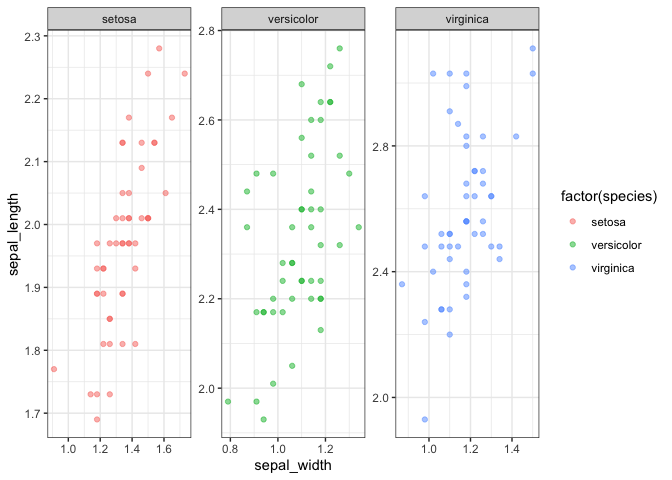 setosa
versicolor
virginica
2.3
2.2
2.1
2.0
1.9
1.8
1.7
2.8
2.6
2.4
2.2
2.0
2.8
2.4
2.0
1.0 1.2 1.4 1.6
0.8 1.0 1.2
1.0 1.2 1.4
sepal_length
sepal_width
factor(species)
setosa
versicolor
virginica